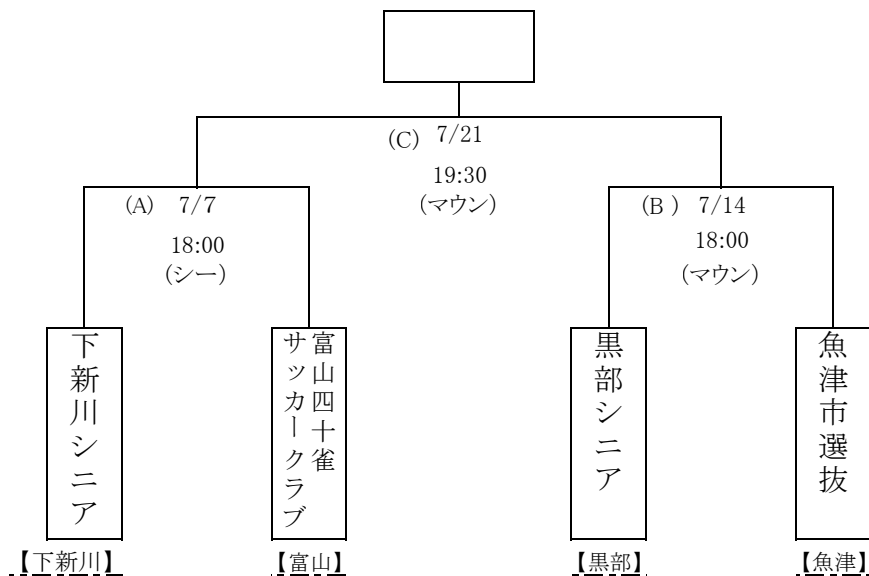 (C) 7/21
19:30
(マウン)
(A) 7/7
18:00
(シー)
(B ) 7/14
18:00
(マウン)
下新川シニア
富山四十雀
サッカークラブ
黒部シニア
魚津市選抜
【下新川】
【富山】
【黒部】
【魚津】